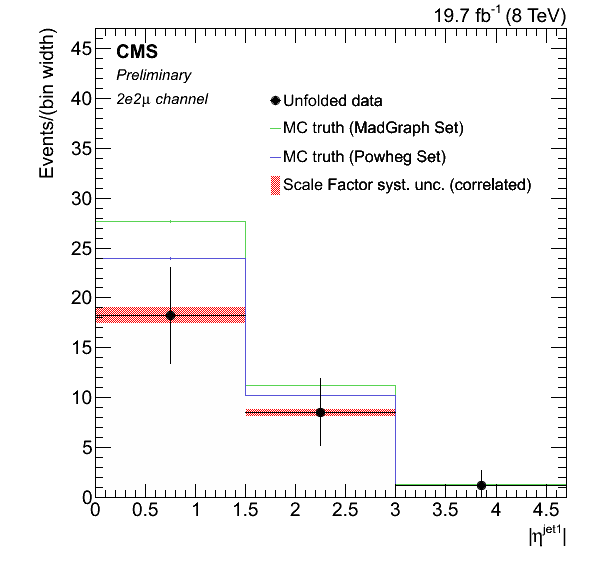 19.7 fb⁻¹ (8 TeV)
Events/(bin width)
CMS
Preliminary
2e2μ channel
Unfolded data
MC truth (MadGraph Set)
MC truth (Powheg Set)
Scale Factor syst. unc. (correlated)
45
40
35
30
25
20
15
10
5
0
0 0.5 1 1.5 2 2.5 3 3.5 4 4.5
|η^jet1|